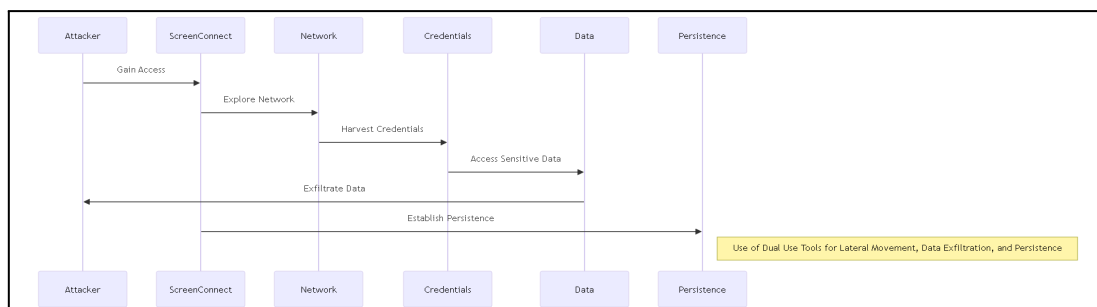 Attacker
ScreenConnect
Network
Credentials
Data
Persistence
Gain Access
Explore Network
Harvest Credentials
Access Sensitive Data
Exfiltrate Data
Establish Persistence
Use of Dual Use Tools for Lateral Movement, Data Exfiltration, and Persistence
Attacker
ScreenConnect
Network
Credentials
Data
Persistence